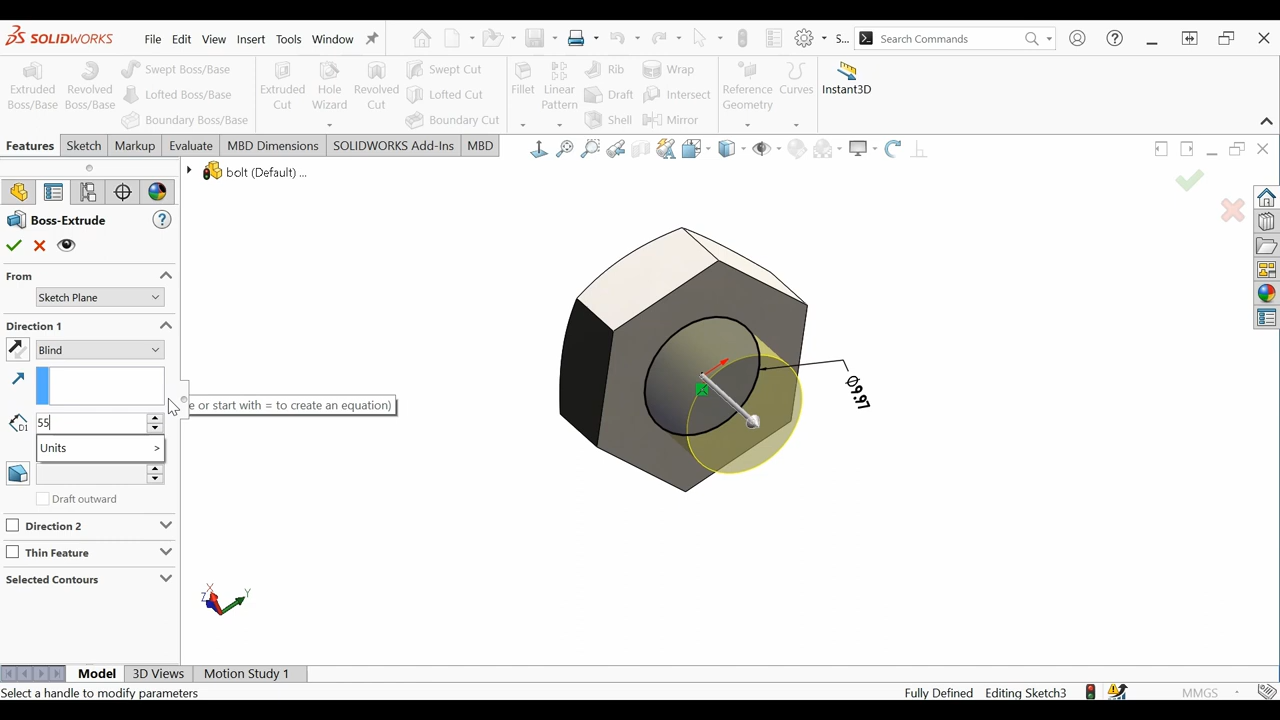 SOLIDWORKS File Edit View Insert Tools Window S... Search Commands
Extruded Boss/Base
Revolved Boss/Base
Swept Boss/Base
Lofted Boss/Base
Boundary Boss/Base
Extruded Cut
Hole Wizard
Revolved Cut
Swept Cut
Lofted Cut
Boundary Cut
Fillet
Linear Pattern
Rib
Draft
Shell
Wrap
Intersect
Mirror
Reference Geometry
Curves
Instant3D
Features Sketch Markup Evaluate MBD Dimensions SOLIDWORKS Add-Ins MBD
bolt (Default) ...
Boss-Extrude
From
Sketch Plane
Direction 1
Blind
e or start with = to create an equation)
D1 55
Units >
Draft outward
Direction 2
Thin Feature
Selected Contours
Ø9.97
X
Y
Z
Model 3D Views Motion Study 1
Select a handle to modify parameters Fully Defined Editing Sketch3 MMGS